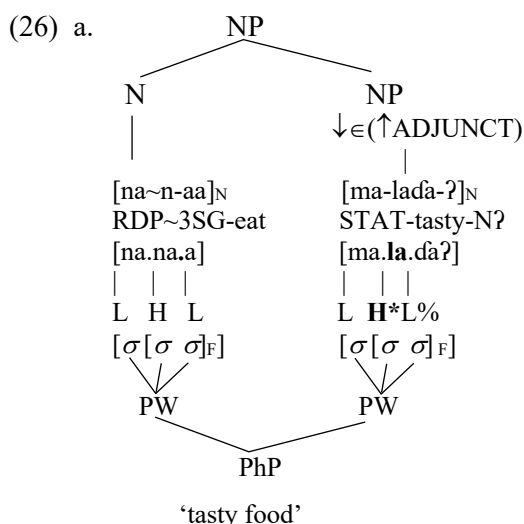 (26) a. NP
N NP
↓∈(↑ADJUNCT)
[na~n-aa]N [ma-laɗa-ʔ]N
RDP~3SG-eat STAT-tasty-Nʔ
[na.na.a] [ma.la.ɗaʔ]
L H L L H*L%
[σ [σ σ]F] [σ [σ σ]F]
PW PW
PhP
‘tasty food’